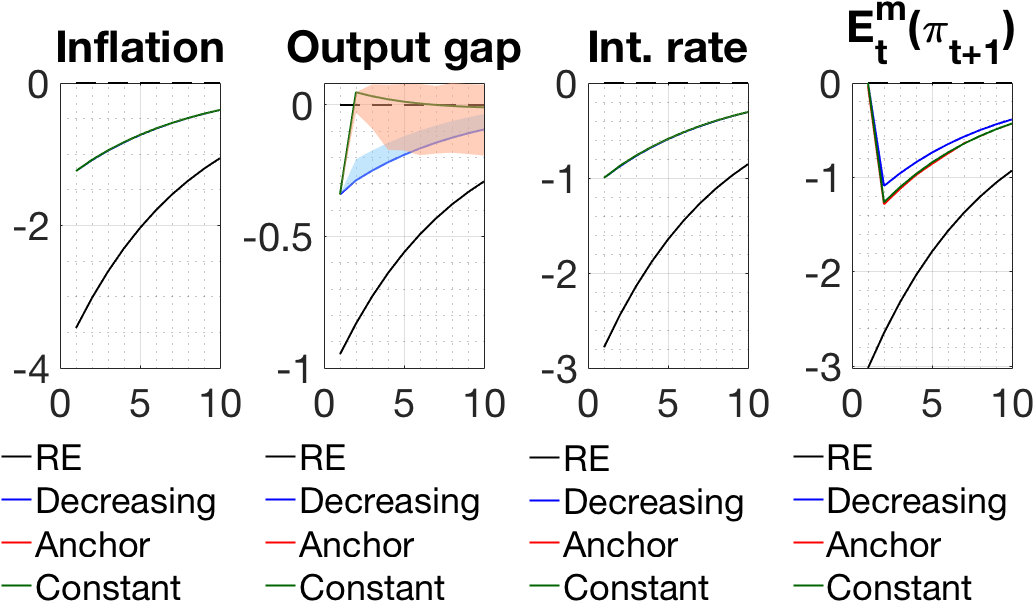 Inflation
Output gap
Int. rate
E_t^m(π_{t+1})
0
-2
-4
0
5
10
0
-0.5
-1
0
5
10
0
-1
-2
-3
0
5
10
0
-1
-2
-3
0
5
10
RE
Decreasing
Anchor
Constant
RE
Decreasing
Anchor
Constant
RE
Decreasing
Anchor
Constant
RE
Decreasing
Anchor
Constant